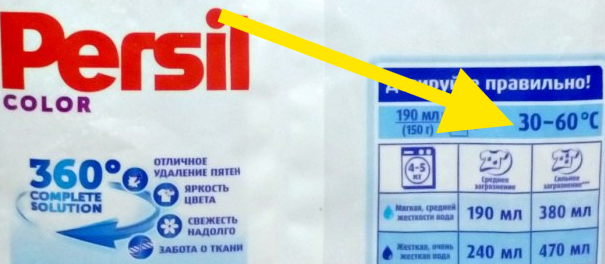 Persil
COLOR
360°
COMPLETE
SOLUTION
ОТЛИЧНОЕ
УДАЛЕНИЕ ПЯТЕН
ЯРКОСТЬ
ЦВЕТА
СВЕЖЕСТЬ
НАДОЛГО
ЗАБОТА О ТКАНИ
правильно!
190 мл
(150 г)
30–60°C
4-5
кг
Среднее
загрязнение
Сильное
загрязнение***
Мягкая, средней
жесткости вода
190 мл
380 мл
Жесткая, очень
жесткая вода
240 мл
470 мл